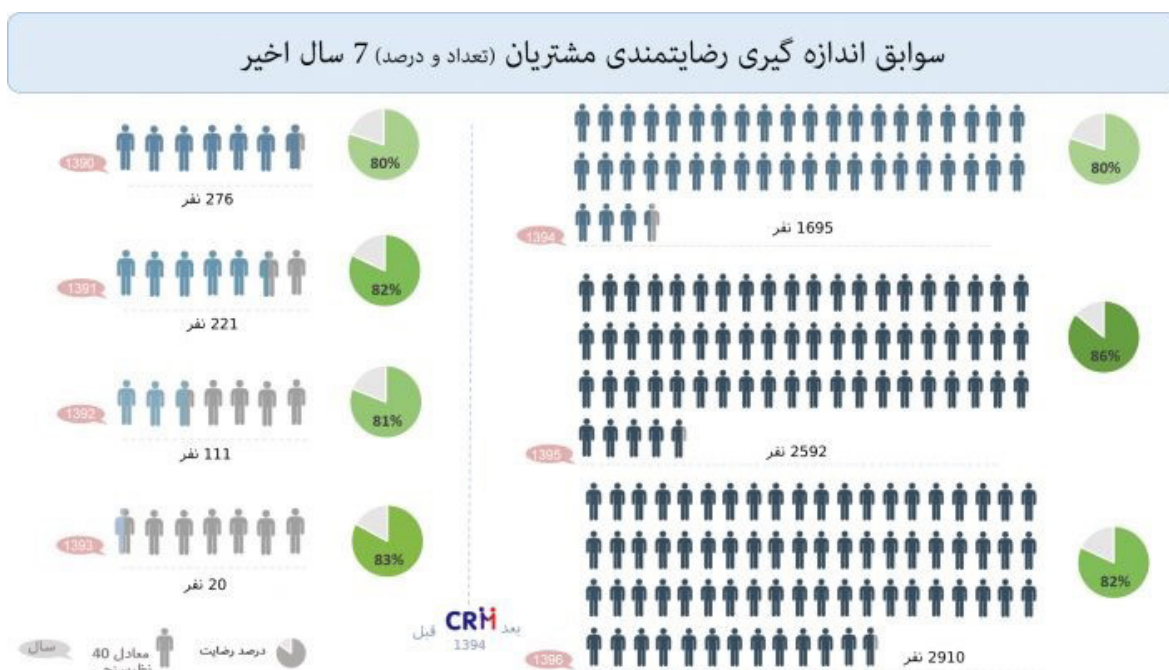 سوابق اندازه گیری رضایتمندی مشتریان (تعداد و درصد) 7 سال اخیر
80%
1390
276 نفر
82%
1391
221 نفر
81%
1392
111 نفر
83%
1393
20 نفر
80%
1394
1695 نفر
86%
1395
2592 نفر
82%
1396
2910 نفر
بعد CRM قبل
1394
درصد رضایت
معادل 40
سال